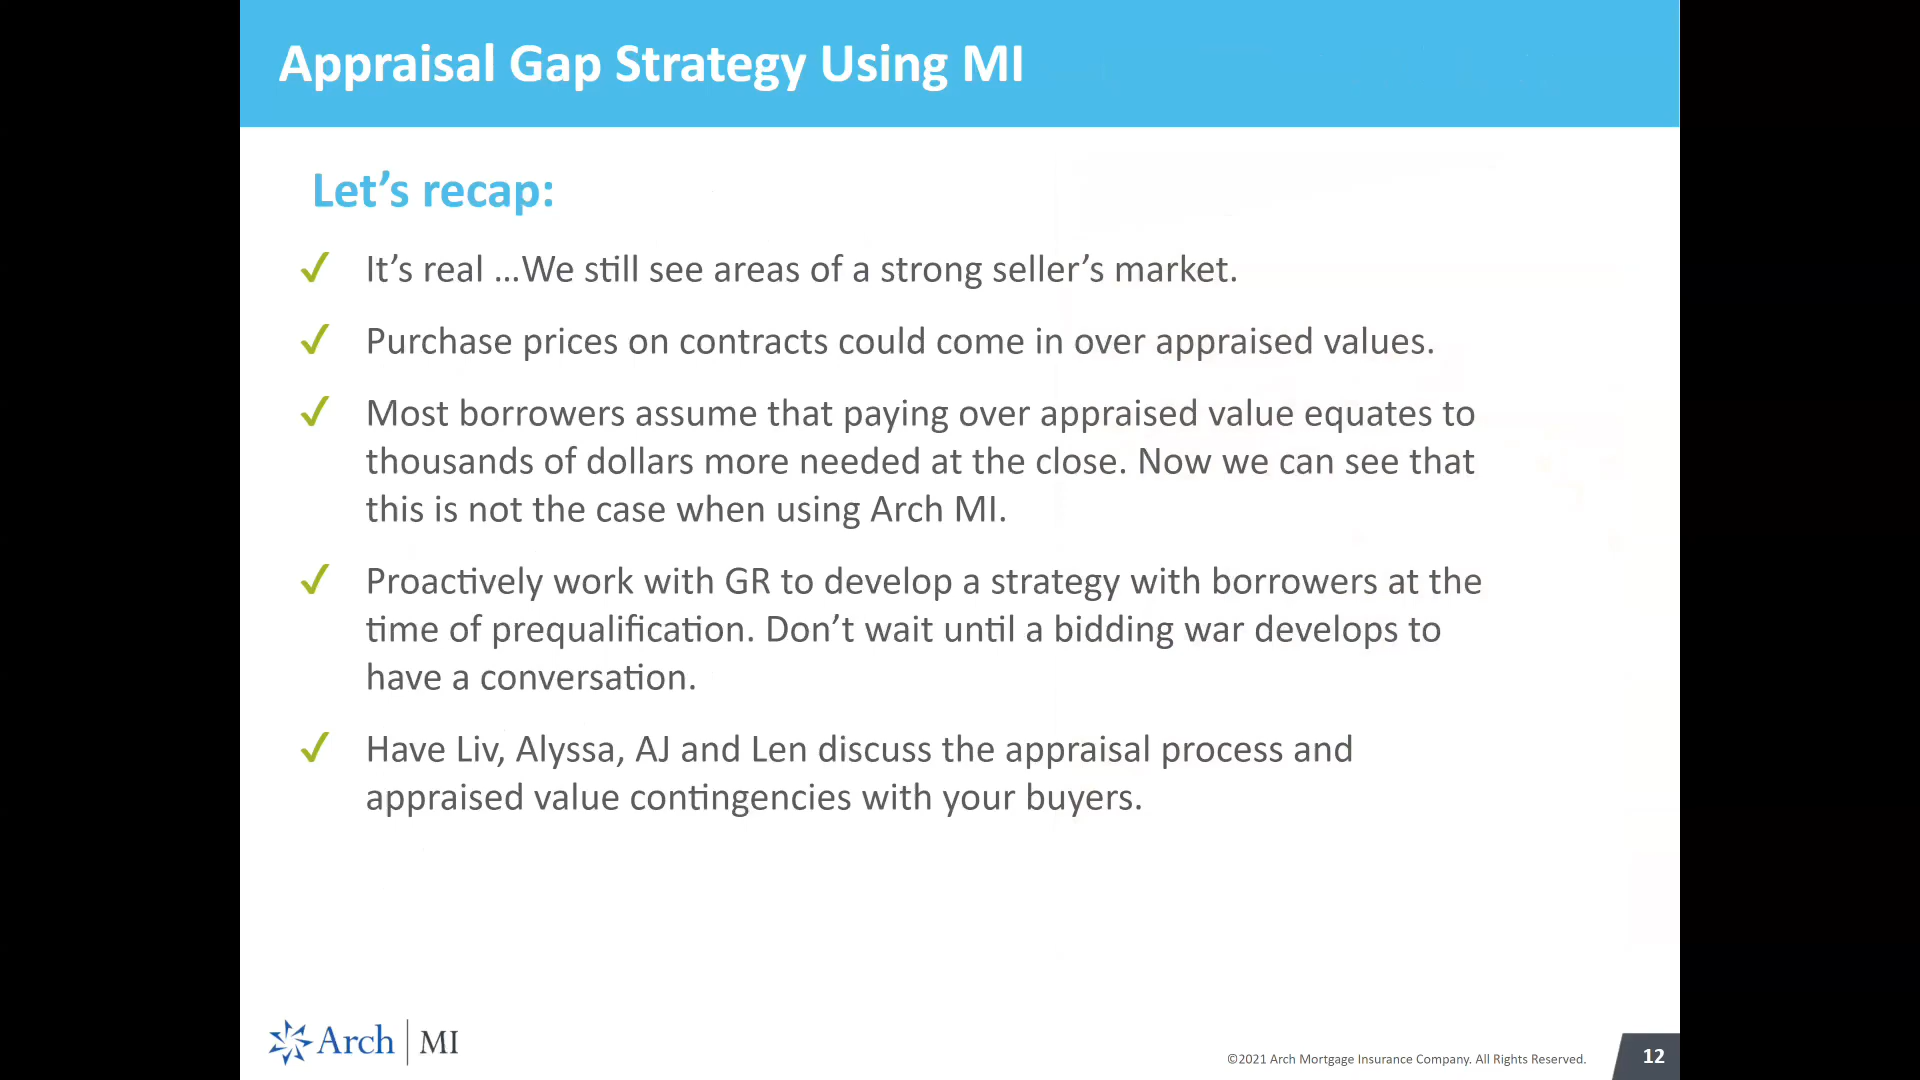 Appraisal Gap Strategy Using MI
Let’s recap:
✓ It’s real …We still see areas of a strong seller’s market.
✓ Purchase prices on contracts could come in over appraised values.
✓ Most borrowers assume that paying over appraised value equates to
thousands of dollars more needed at the close. Now we can see that
this is not the case when using Arch MI.
✓ Proactively work with GR to develop a strategy with borrowers at the
time of prequalification. Don’t wait until a bidding war develops to
have a conversation.
✓ Have Liv, Alyssa, AJ and Len discuss the appraisal process and
appraised value contingencies with your buyers.
Arch | MI
©2021 Arch Mortgage Insurance Company. All Rights Reserved.
12